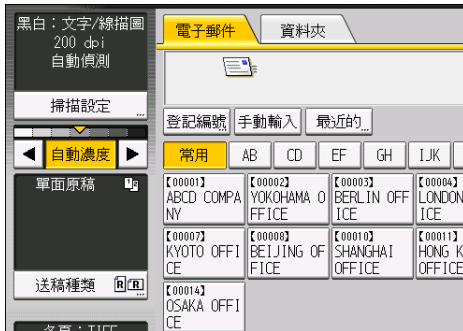 黑白：文字/線描圖
200 dpi
自動偵測
掃描設定
自動濃度
單面原稿
送稿種類
電子郵件
資料夾
登記編號
手動輸入
最近的
常用
AB
CD
EF
GH
IJK
【00001】
ABCD COMPA
NY
【00002】
YOKOHAMA O
FFICE
【00003】
BERLIN OFF
ICE
【00004】
LONDON
ICE
【00007】
KYOTO OFFI
CE
【00008】
BEIJING OF
FICE
【00010】
SHANGHAI
OFFICE
【00011】
HONG K
OFFICE
【00014】
OSAKA OFFI
CE